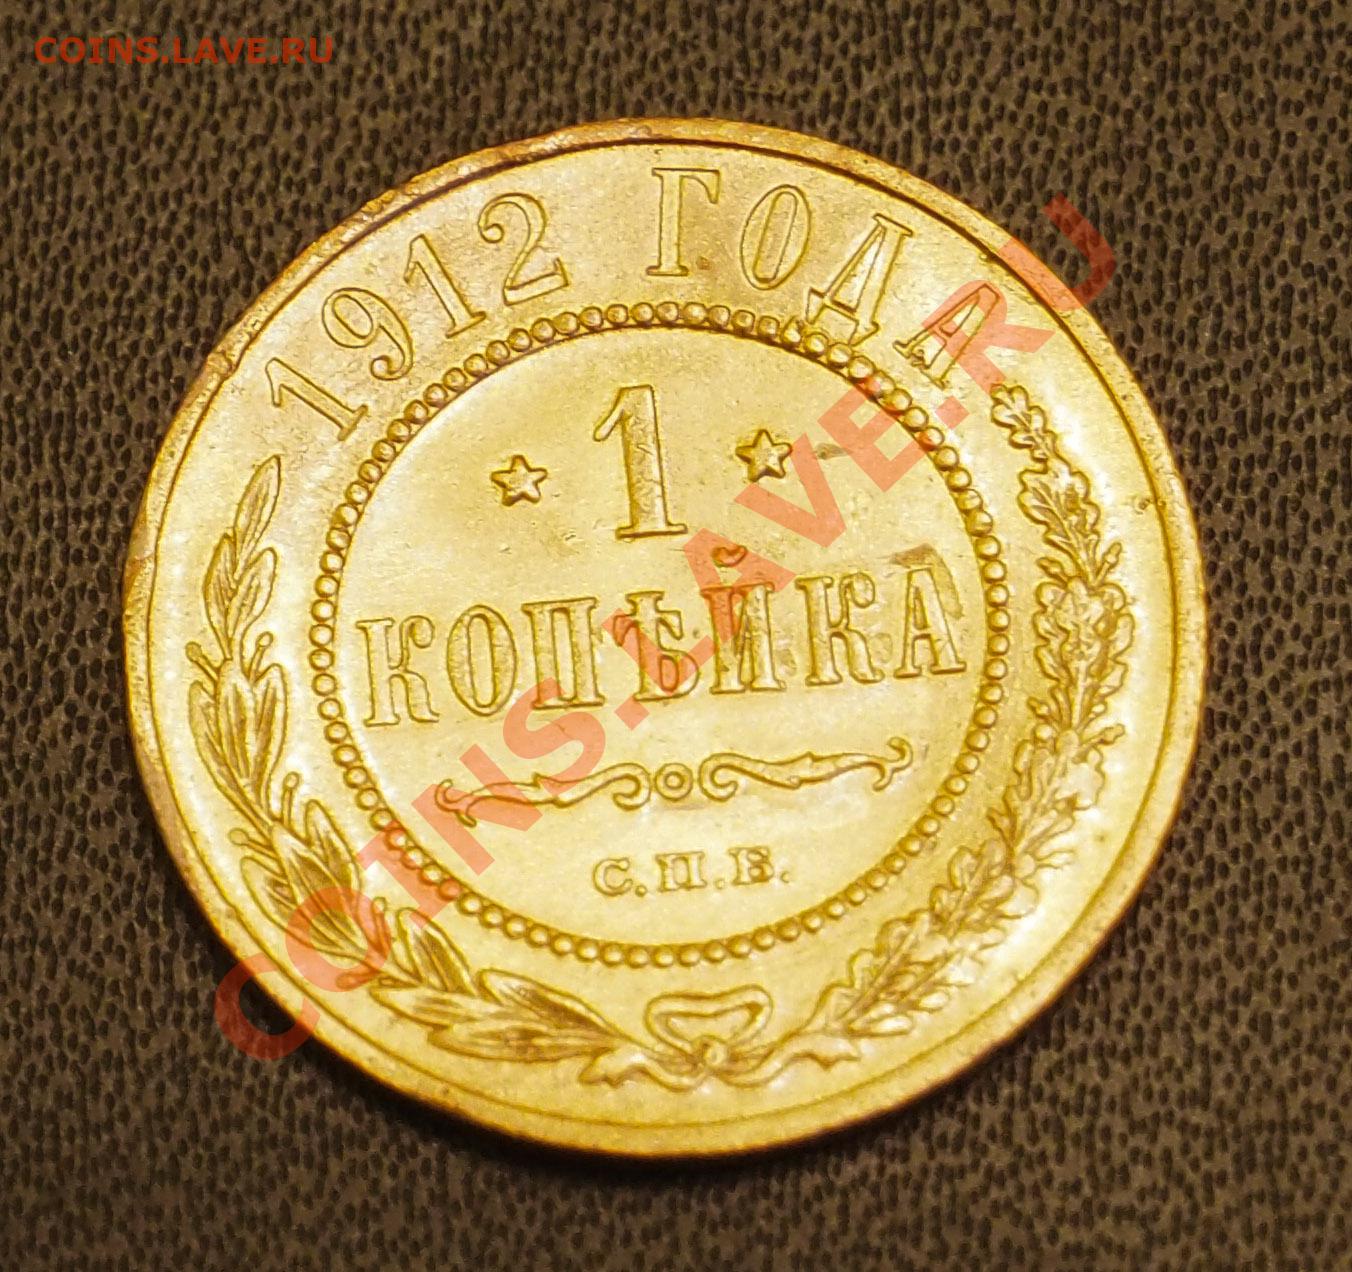 COINS.LAVE.RU
1912 ГОДА
1
КОПѢЙКА
С.П.Б.
COINS.LAVE.RU